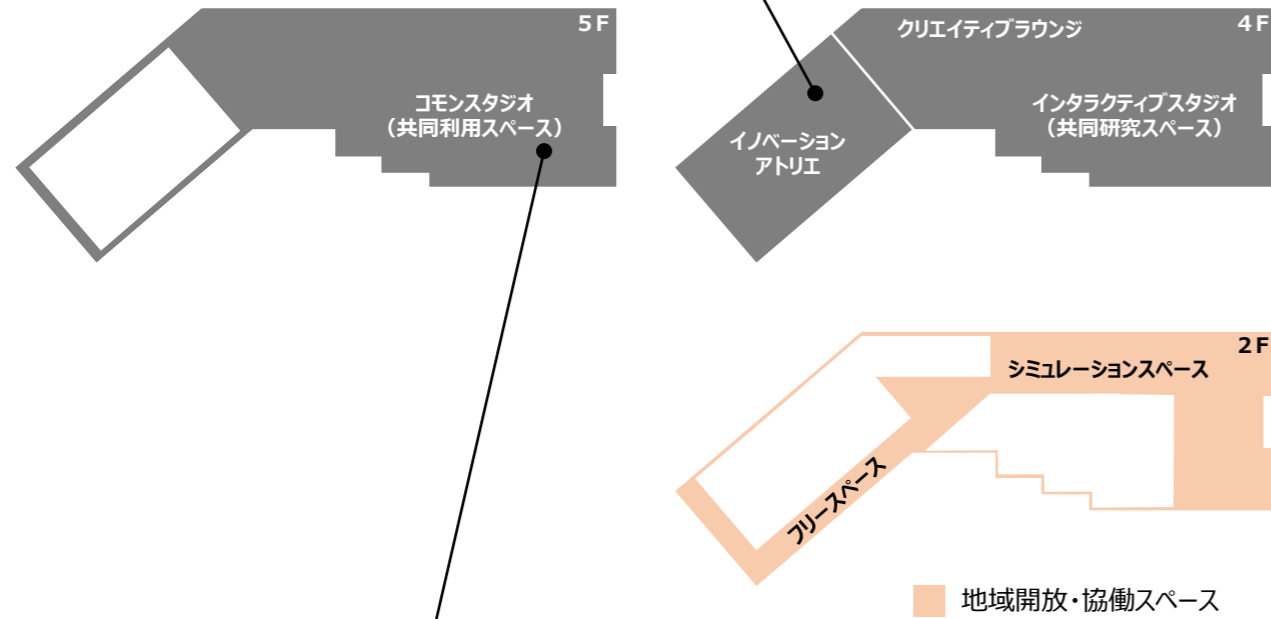 5F
コモンスタジオ
（共同利用スペース）
4F
クリエイティブラウンジ
インタラクティブスタジオ
（共同研究スペース）
イノベーション
アトリエ
2F
シミュレーションスペース
フリースペース
地域開放・協働スペース